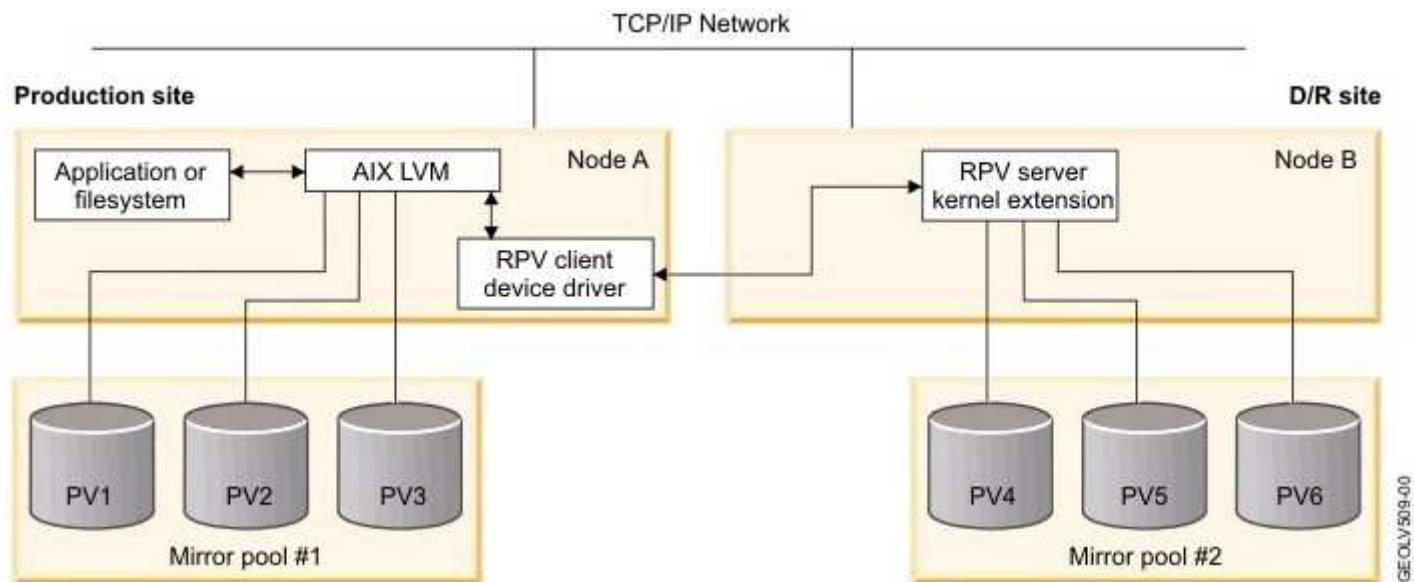 TCP/IP Network
Production site
D/R site
Application or
filesystem
AIX LVM
Node A
RPV client
device driver
RPV server
kernel extension
Node B
PV1
PV2
PV3
Mirror pool #1
PV4
PV5
PV6
Mirror pool #2
GEOLV509-00